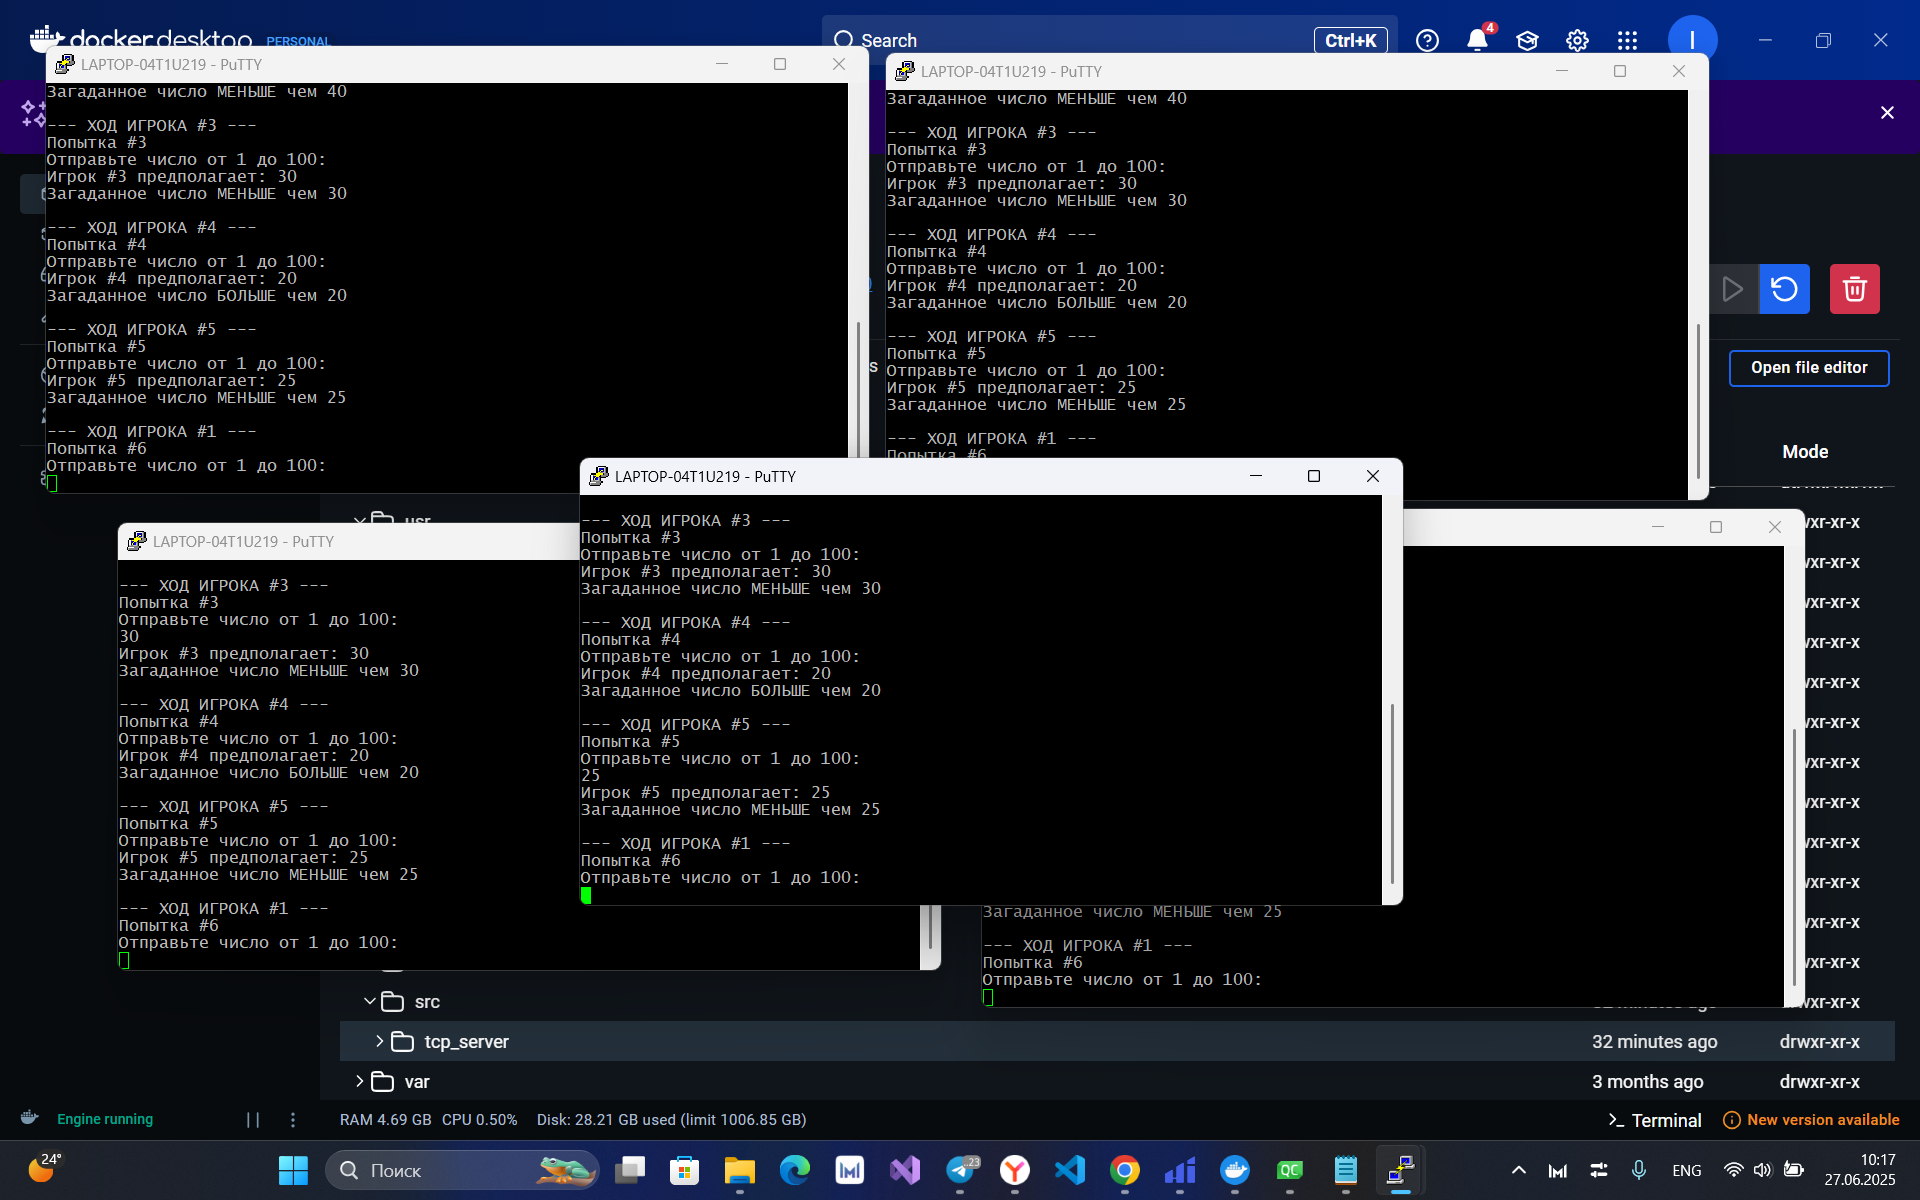 docker.desktop PERSONAL
Search
Ctrl+K
4
LAPTOP-04T1U219 - PuTTY
Загаданное число МЕНЬШЕ чем 40
--- ХОД ИГРОКА #3 ---
Попытка #3
Отправьте число от 1 до 100:
Игрок #3 предполагает: 30
Загаданное число МЕНЬШЕ чем 30
--- ХОД ИГРОКА #4 ---
Попытка #4
Отправьте число от 1 до 100:
Игрок #4 предполагает: 20
Загаданное число БОЛЬШЕ чем 20
--- ХОД ИГРОКА #5 ---
Попытка #5
Отправьте число от 1 до 100:
Игрок #5 предполагает: 25
Загаданное число МЕНЬШЕ чем 25
--- ХОД ИГРОКА #1 ---
Попытка #6
Отправьте число от 1 до 100:
LAPTOP-04T1U219 - PuTTY
Загаданное число МЕНЬШЕ чем 40
--- ХОД ИГРОКА #3 ---
Попытка #3
Отправьте число от 1 до 100:
Игрок #3 предполагает: 30
Загаданное число МЕНЬШЕ чем 30
--- ХОД ИГРОКА #4 ---
Попытка #4
Отправьте число от 1 до 100:
Игрок #4 предполагает: 20
Загаданное число БОЛЬШЕ чем 20
--- ХОД ИГРОКА #5 ---
Попытка #5
Отправьте число от 1 до 100:
Игрок #5 предполагает: 25
Загаданное число МЕНЬШЕ чем 25
--- ХОД ИГРОКА #1 ---
Попытка #6
s
Open file editor
Mode
usr
LAPTOP-04T1U219 - PuTTY
--- ХОД ИГРОКА #3 ---
Попытка #3
Отправьте число от 1 до 100:
30
Игрок #3 предполагает: 30
Загаданное число МЕНЬШЕ чем 30
--- ХОД ИГРОКА #4 ---
Попытка #4
Отправьте число от 1 до 100:
Игрок #4 предполагает: 20
Загаданное число БОЛЬШЕ чем 20
--- ХОД ИГРОКА #5 ---
Попытка #5
Отправьте число от 1 до 100:
Игрок #5 предполагает: 25
Загаданное число МЕНЬШЕ чем 25
--- ХОД ИГРОКА #1 ---
Попытка #6
Отправьте число от 1 до 100:
LAPTOP-04T1U219 - PuTTY
--- ХОД ИГРОКА #3 ---
Попытка #3
Отправьте число от 1 до 100:
Игрок #3 предполагает: 30
Загаданное число МЕНЬШЕ чем 30
--- ХОД ИГРОКА #4 ---
Попытка #4
Отправьте число от 1 до 100:
Игрок #4 предполагает: 20
Загаданное число БОЛЬШЕ чем 20
--- ХОД ИГРОКА #5 ---
Попытка #5
Отправьте число от 1 до 100:
25
Игрок #5 предполагает: 25
Загаданное число МЕНЬШЕ чем 25
--- ХОД ИГРОКА #1 ---
Попытка #6
Отправьте число от 1 до 100:
Загаданное число МЕНЬШЕ чем 25
--- ХОД ИГРОКА #1 ---
Попытка #6
Отправьте число от 1 до 100:
wxr-xr-x
wxr-xr-x
wxr-xr-x
wxr-xr-x
wxr-xr-x
wxr-xr-x
wxr-xr-x
wxr-xr-x
wxr-xr-x
wxr-xr-x
wxr-xr-x
wxr-xr-x
src wxr-xr-x
tcp_server 32 minutes ago drwxr-xr-x
var 3 months ago drwxr-xr-x
Engine running
RAM 4.69 GB CPU 0.50% Disk: 28.21 GB used (limit 1006.85 GB)
Terminal
New version available
24°
Поиск
23
QC
ENG
10:17
27.06.2025